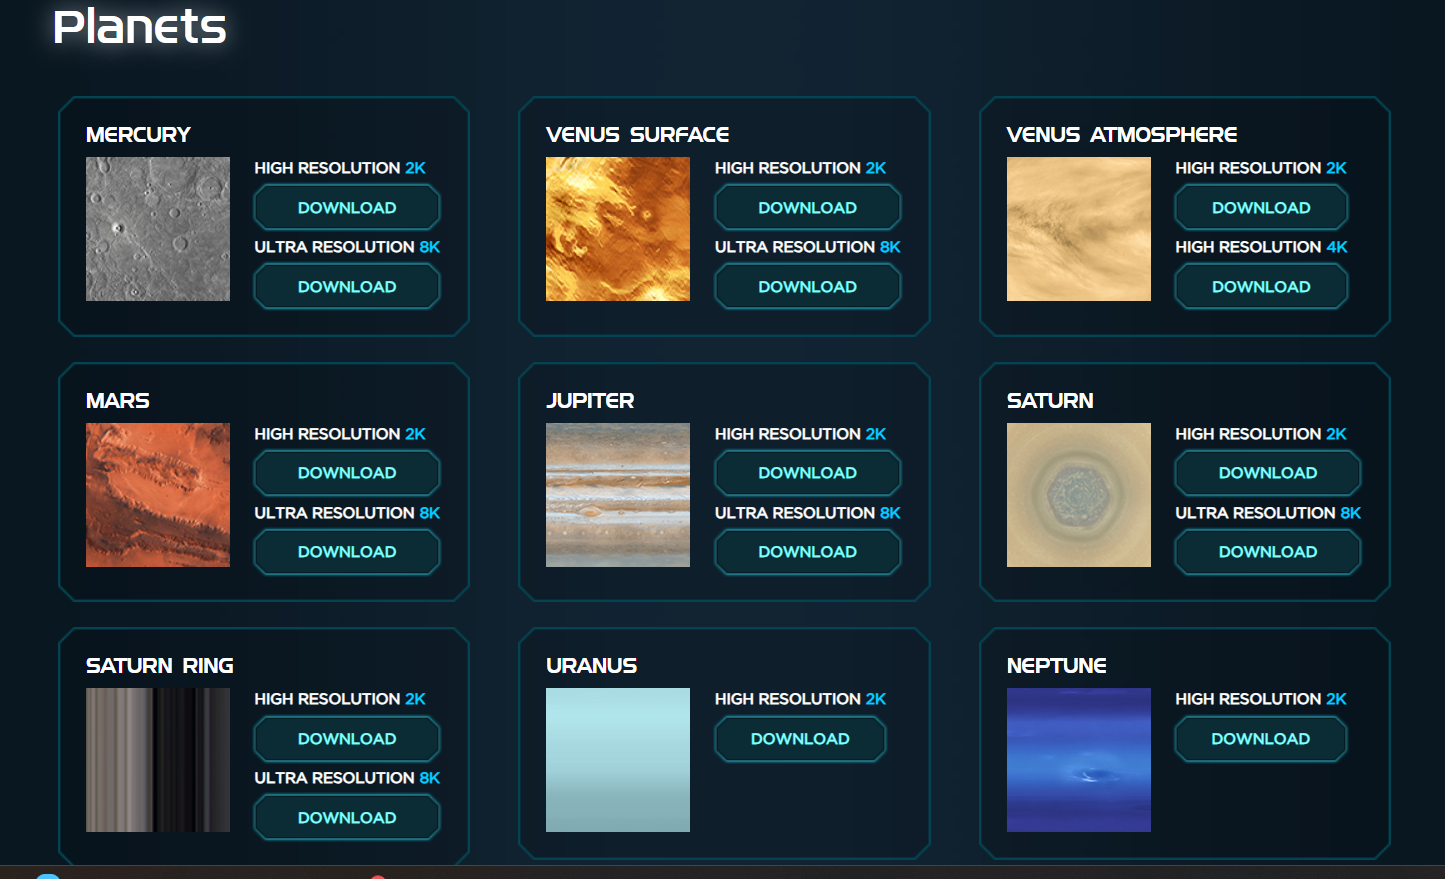 Planets
MERCURY
HIGH RESOLUTION 2K
DOWNLOAD
ULTRA RESOLUTION 8K
DOWNLOAD
VENUS SURFACE
HIGH RESOLUTION 2K
DOWNLOAD
ULTRA RESOLUTION 8K
DOWNLOAD
VENUS ATMOSPHERE
HIGH RESOLUTION 2K
DOWNLOAD
HIGH RESOLUTION 4K
DOWNLOAD
MARS
HIGH RESOLUTION 2K
DOWNLOAD
ULTRA RESOLUTION 8K
DOWNLOAD
JUPITER
HIGH RESOLUTION 2K
DOWNLOAD
ULTRA RESOLUTION 8K
DOWNLOAD
SATURN
HIGH RESOLUTION 2K
DOWNLOAD
ULTRA RESOLUTION 8K
DOWNLOAD
SATURN RING
HIGH RESOLUTION 2K
DOWNLOAD
ULTRA RESOLUTION 8K
DOWNLOAD
URANUS
HIGH RESOLUTION 2K
DOWNLOAD
NEPTUNE
HIGH RESOLUTION 2K
DOWNLOAD